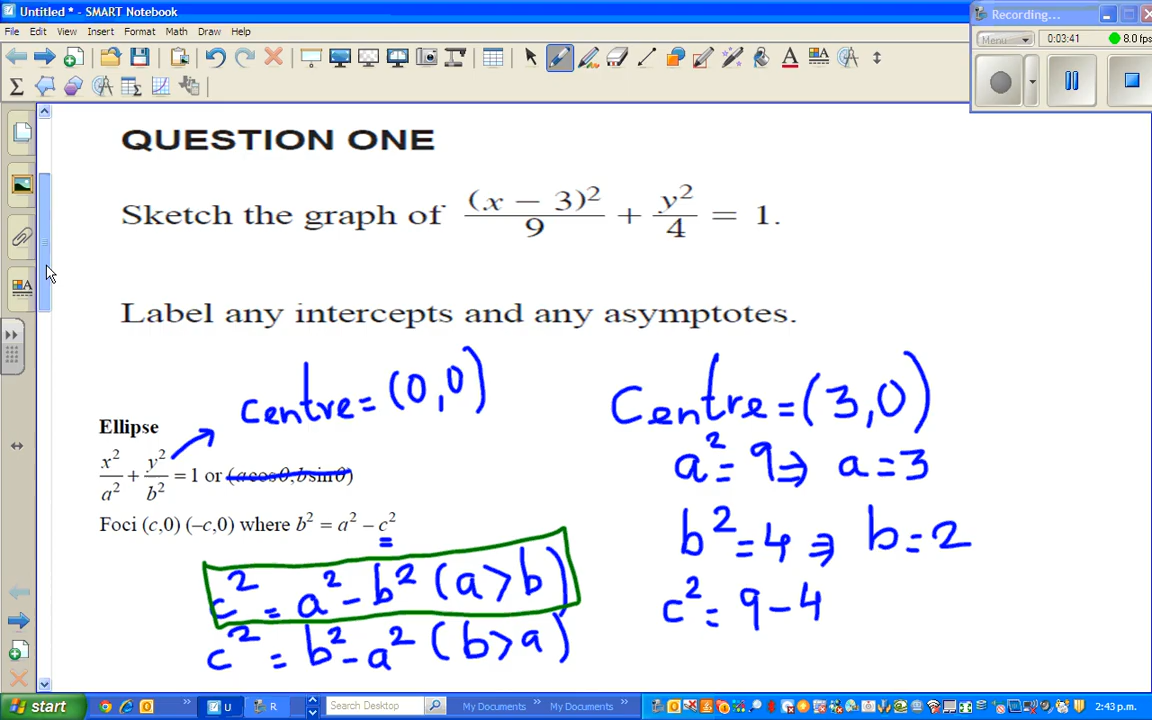 Untitled * - SMART Notebook
Recording...
File Edit View Insert Format Math Draw Help
Menu
0:03:41
8.0 fps
QUESTION ONE
Sketch the graph of (x − 3)²/9 + y²/4 = 1.
Label any intercepts and any asymptotes.
centre = (0,0)
Centre = (3,0)
Ellipse
x²/a² + y²/b² = 1 or (a cos θ, b sin θ)
a² = 9 ⇒ a = 3
Foci (c,0) (–c,0) where b² = a² – c²
b² = 4 ⇒ b = 2
c² = a² – b² (a > b)
c² = 9 – 4
c² = b² – a² (b > a)
start
U
R
Search Desktop
My Documents
»
My Documents
»
2:43 p.m.